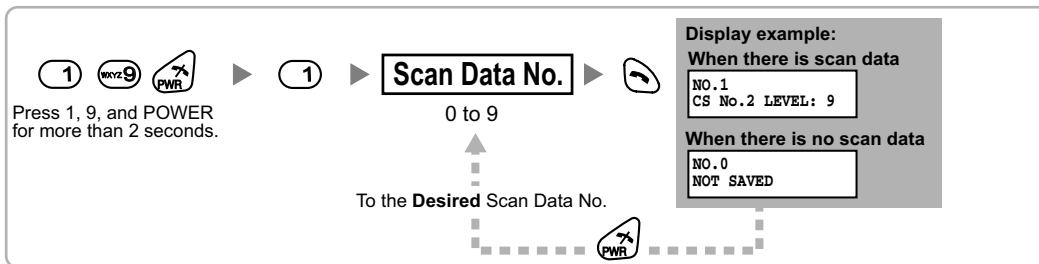 1)
WXYZ9
PWR
Press 1, 9, and POWER
for more than 2 seconds.
1)
Scan Data No.
0 to 9
Display example:
When there is scan data
NO.1
CS No.2 LEVEL: 9
When there is no scan data
NO.0
NOT SAVED
To the Desired Scan Data No.
PWR